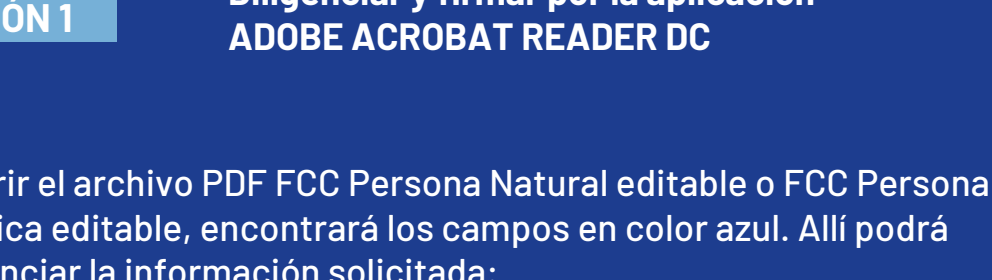 ÓN 1
Diligenciar y firmar por la aplicación
ADOBE ACROBAT READER DC
rir el archivo PDF FCC Persona Natural editable o FCC Persona
ica editable, encontrará los campos en color azul. Allí podrá
nciar la información solicitada: